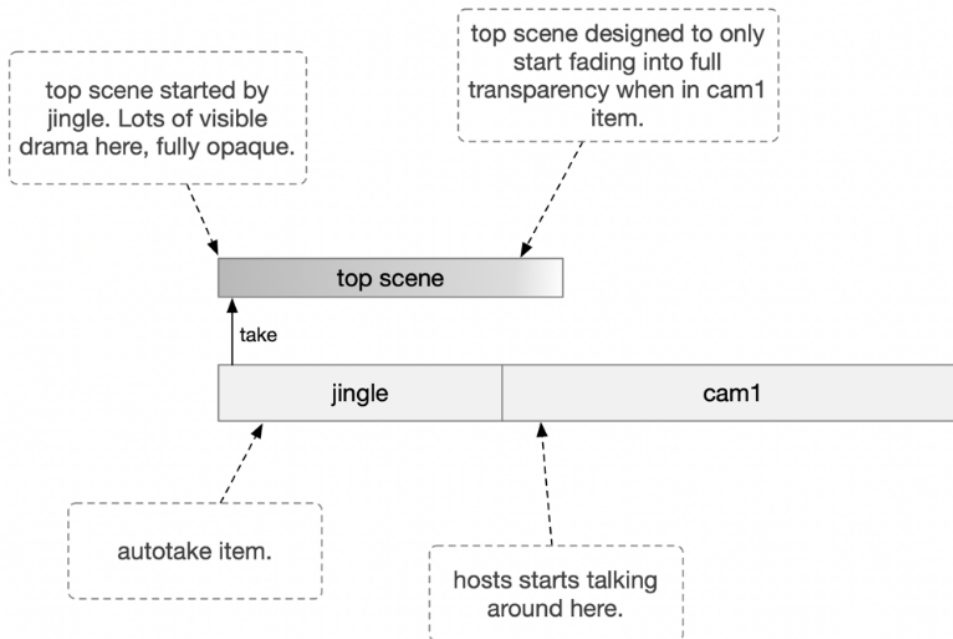 top scene started by
jingle. Lots of visible
drama here, fully opaque.
top scene designed to only
start fading into full
transparency when in cam1
item.
top scene
take
jingle
cam1
autotake item.
hosts starts talking
around here.